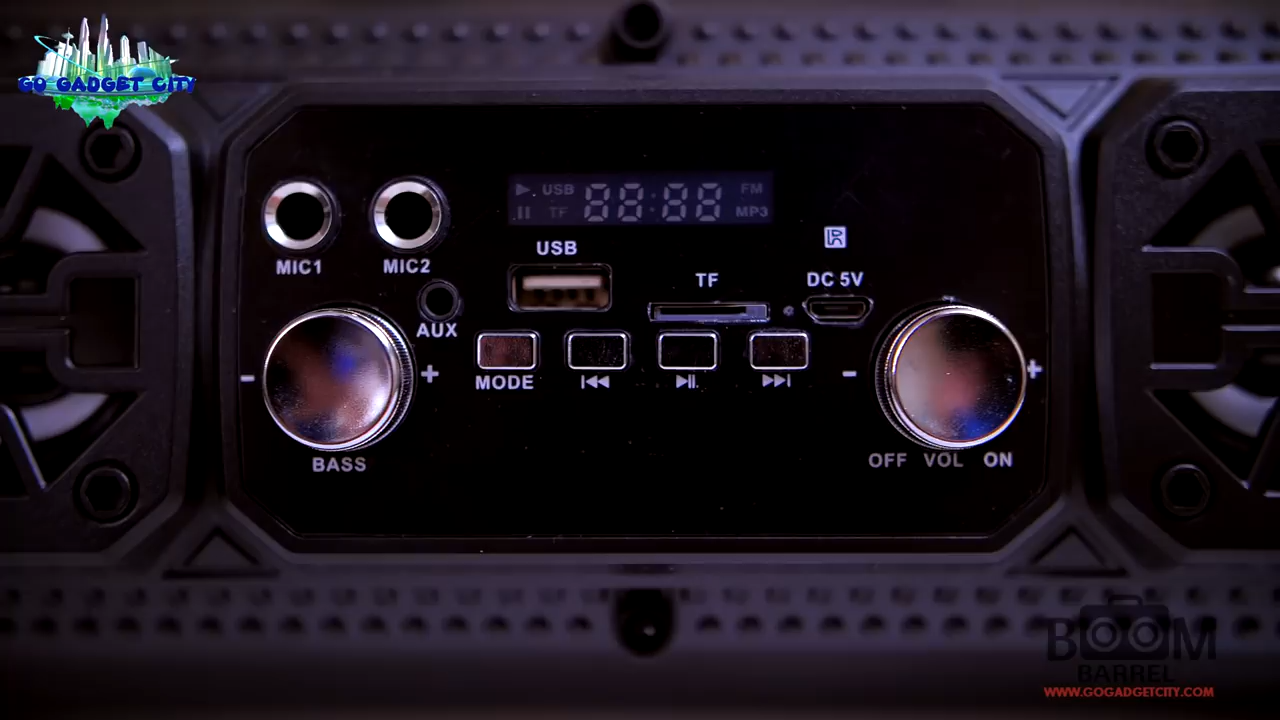 GO GADGET CITY
USB 88:88 FM
TF MP3
MIC1 MIC2
USB
TF
DC 5V
AUX
- +
MODE
- +
BASS
OFF VOL ON
BOOM
BARREL
WWW.GOGADGETCITY.COM